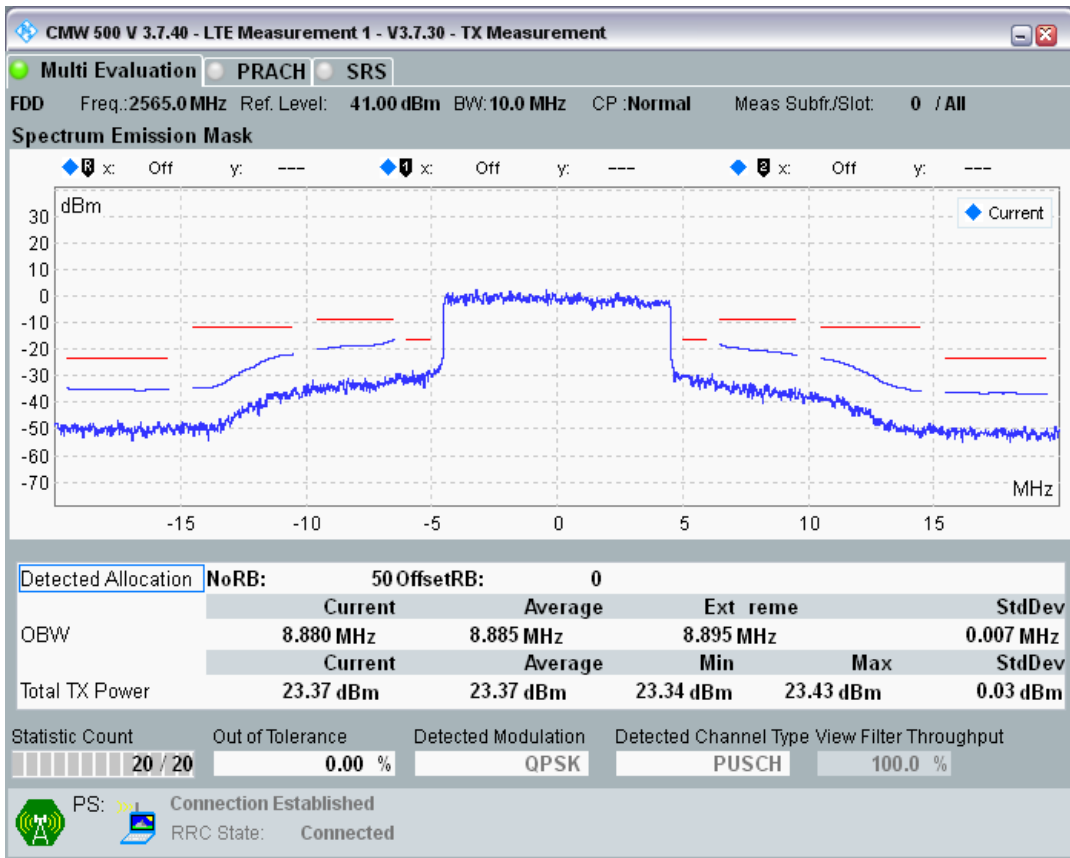 CMW 500 V 3.7.40 - LTE Measurement 1 - V3.7.30 - TX Measurement
Multi Evaluation PRACH SRS
FDD Freq.:2565.0 MHz Ref. Level: 41.00 dBm BW:10.0 MHz CP :Normal Meas Subfr./Slot: 0 / All
Spectrum Emission Mask
R x: Off y: --- 1 x: Off y: --- 2 x: Off y: ---
dBm
Current
30
20
10
0
-10
-20
-30
-40
-50
-60
-70
MHz
-15 -10 -5 0 5 10 15
Detected Allocation NoRB: 50 OffsetRB: 0
Current Average Ext reme StdDev
OBW 8.880 MHz 8.885 MHz 8.895 MHz 0.007 MHz
Current Average Min Max StdDev
Total TX Power 23.37 dBm 23.37 dBm 23.34 dBm 23.43 dBm 0.03 dBm
Statistic Count Out of Tolerance Detected Modulation Detected Channel Type View Filter Throughput
20 / 20 0.00 % QPSK PUSCH 100.0 %
PS: Connection Established
RRC State: Connected